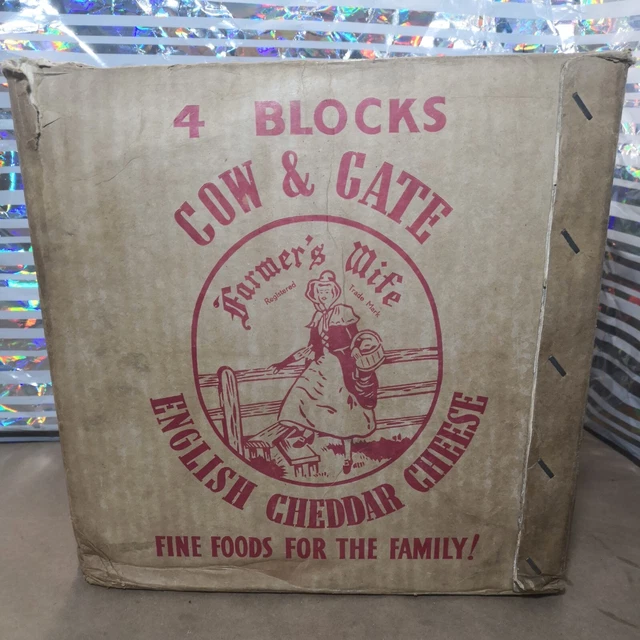 4 BLOCKS
COW & GATE
Farmer's Wife
Registered Trade Mark
ENGLISH CHEDDAR CHEESE
FINE FOODS FOR THE FAMILY!